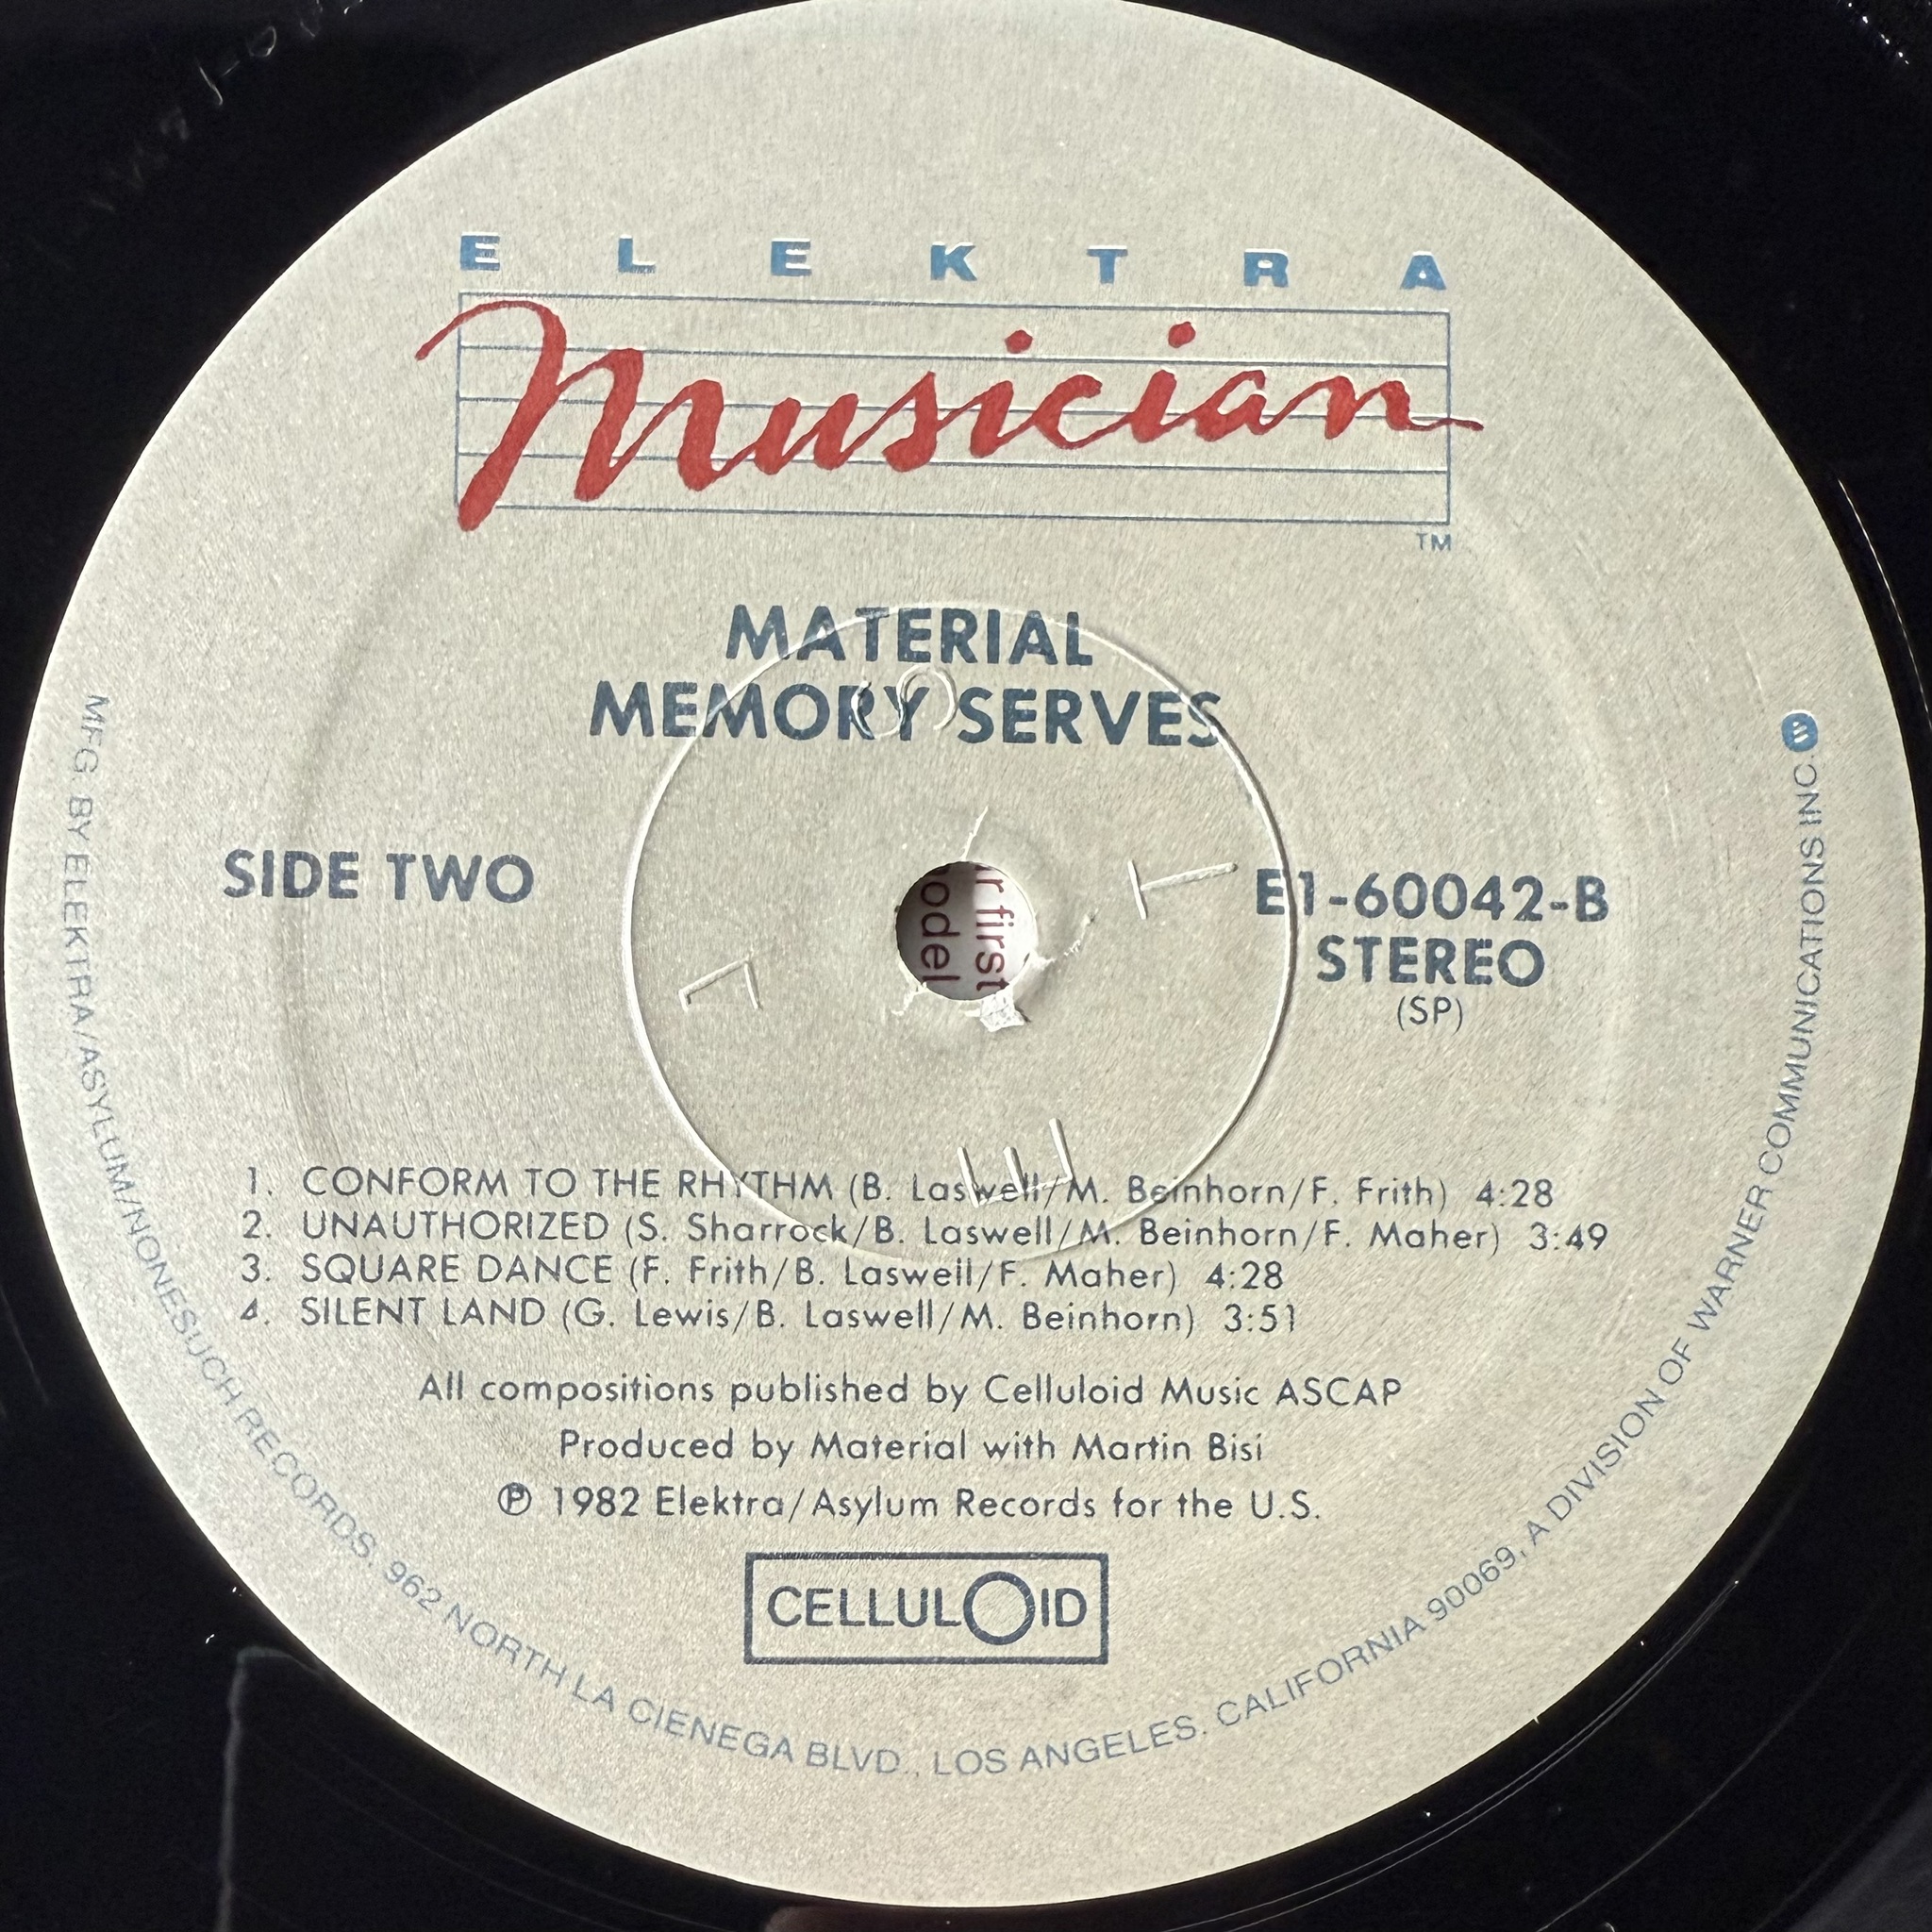 ELEKTRA
Musician
TM
MATERIAL
MEMORY SERVES
SIDE TWO
E1-60042-B
STEREO
(SP)
1. CONFORM TO THE RHYTHM (B. Laswell/M. Beinhorn/F. Frith) 4:28
2. UNAUTHORIZED (S. Sharrock/B. Laswell/M. Beinhorn/F. Maher) 3:49
3. SQUARE DANCE (F. Frith/B. Laswell/F. Maher) 4:28
4. SILENT LAND (G. Lewis/B. Laswell/M. Beinhorn) 3:51
All compositions published by Celluloid Music ASCAP
Produced by Material with Martin Bisi
℗ 1982 Elektra/Asylum Records for the U.S.
CELLULOID
MFG. BY ELEKTRA/ASYLUM/NONESUCH RECORDS. 962 NORTH LA CIENEGA BLVD., LOS ANGELES. CALIFORNIA 90069, A DIVISION OF WARNER COMMUNICATIONS INC.
r first
odel